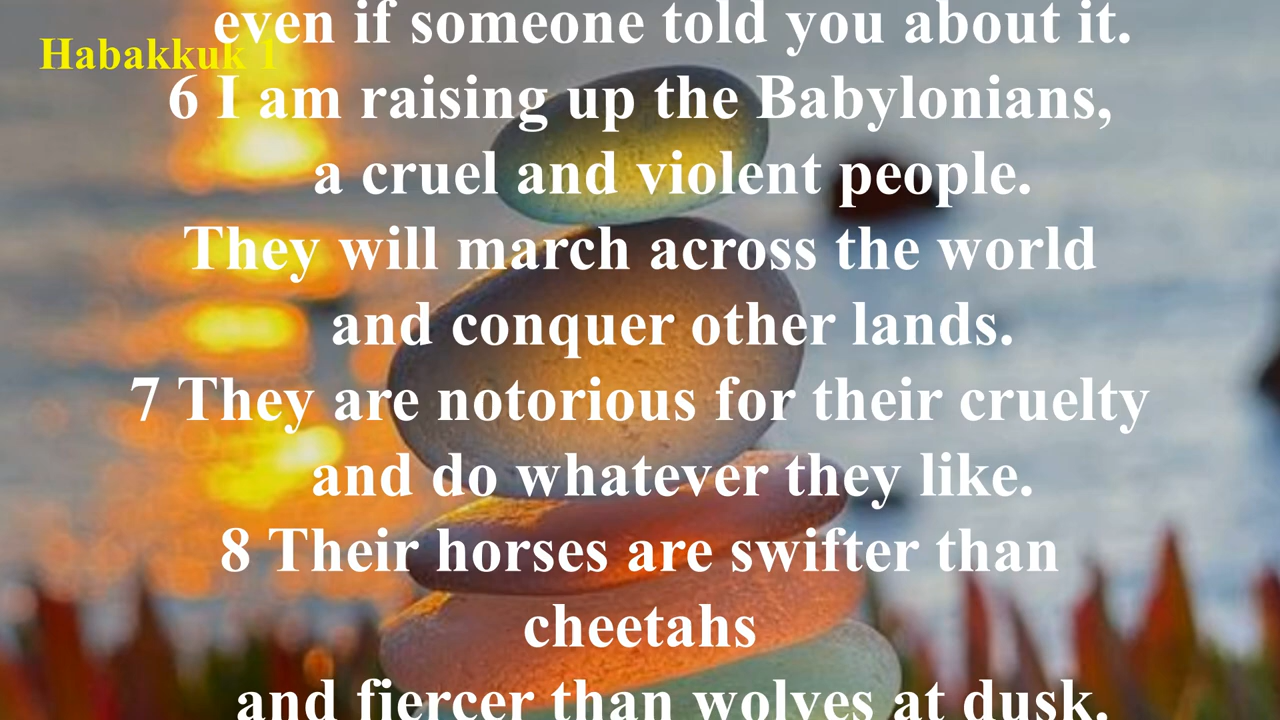 even if someone told you about it.
Habakkuk 1
6 I am raising up the Babylonians,
a cruel and violent people.
They will march across the world
and conquer other lands.
7 They are notorious for their cruelty
and do whatever they like.
8 Their horses are swifter than
cheetahs
and fiercer than wolves at dusk.